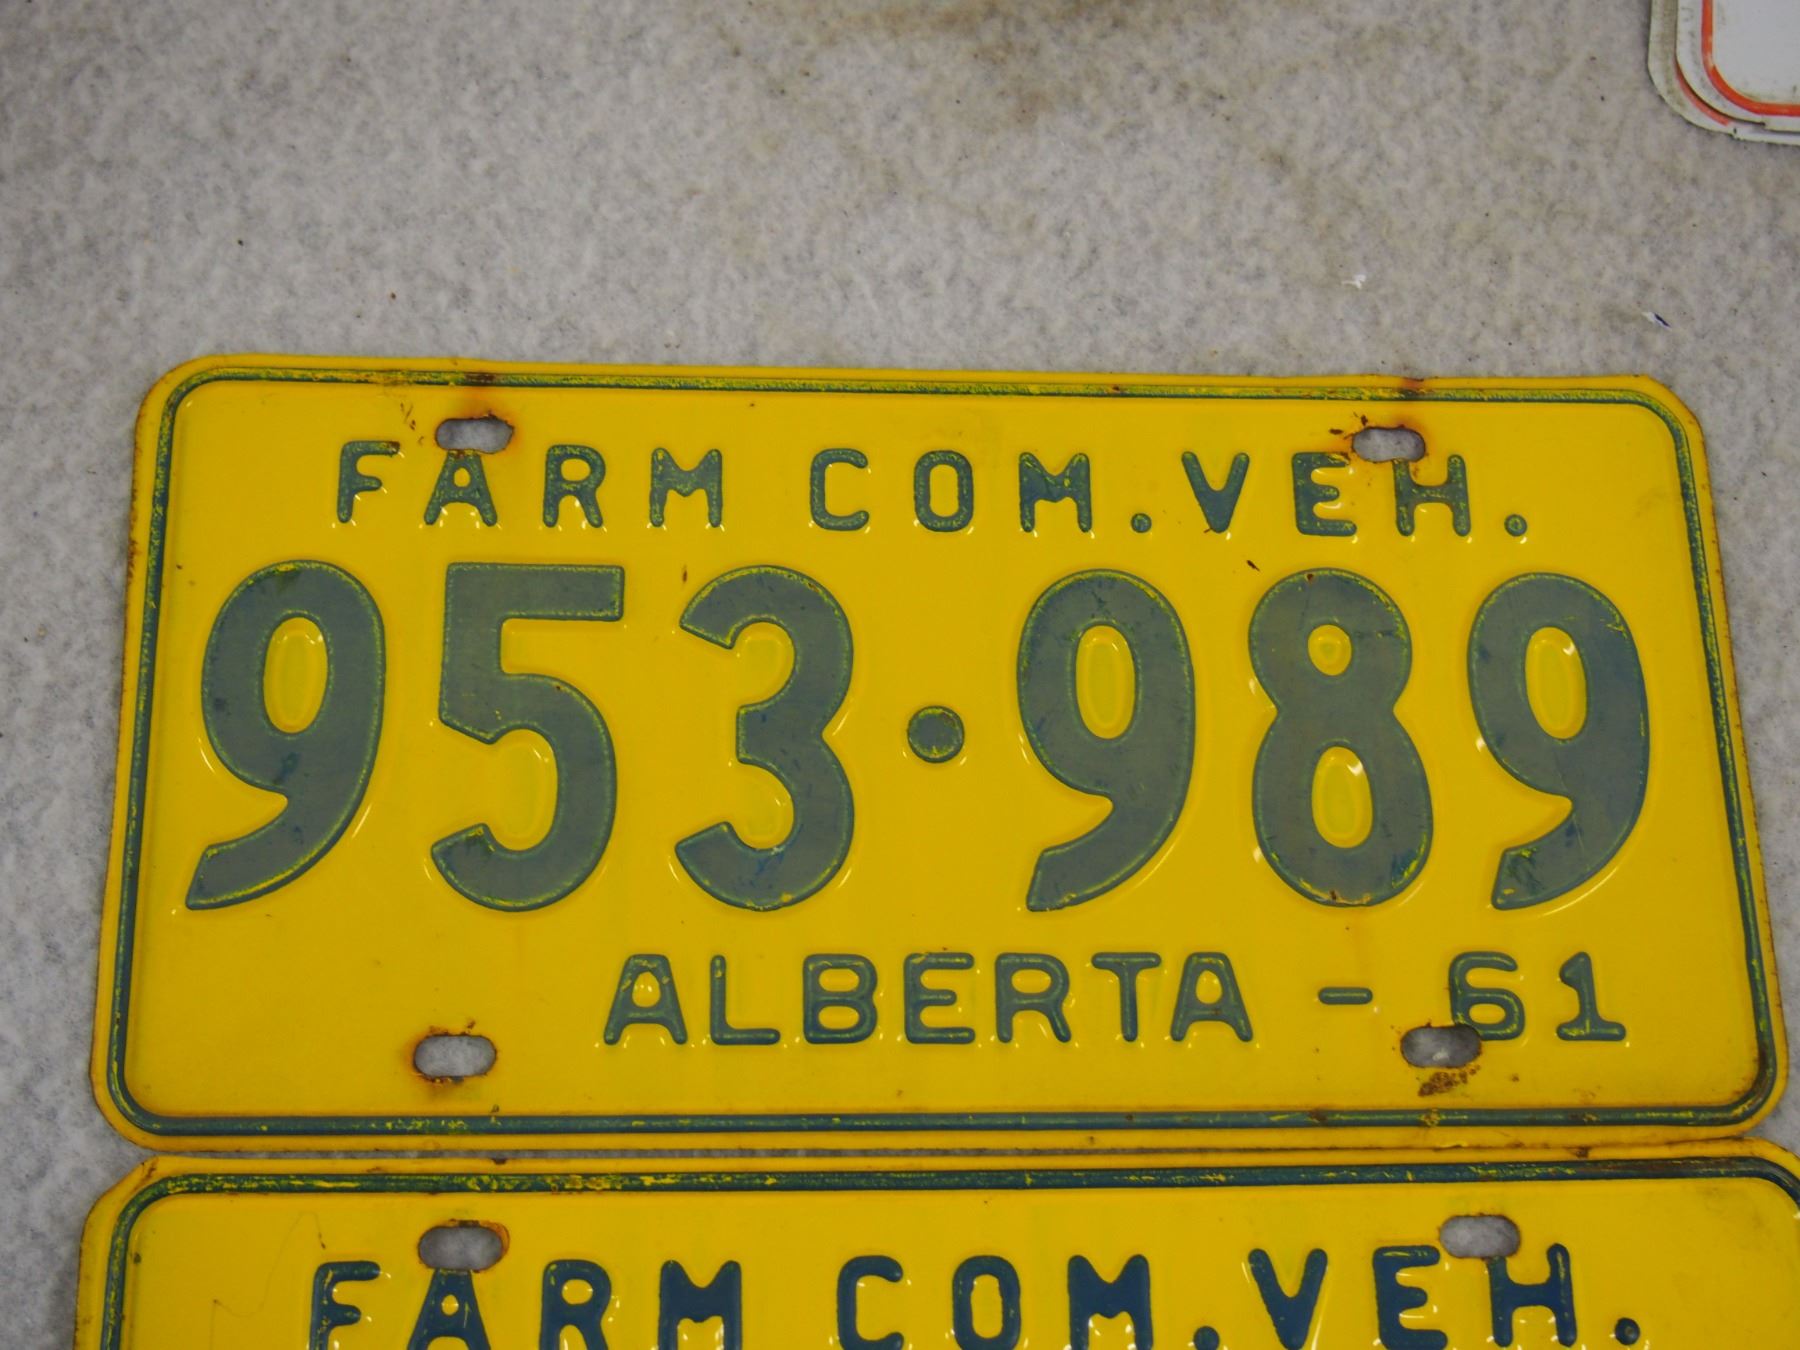 FARM COM.VEH.
953·989
ALBERTA - 61
FARM COM.VEH.